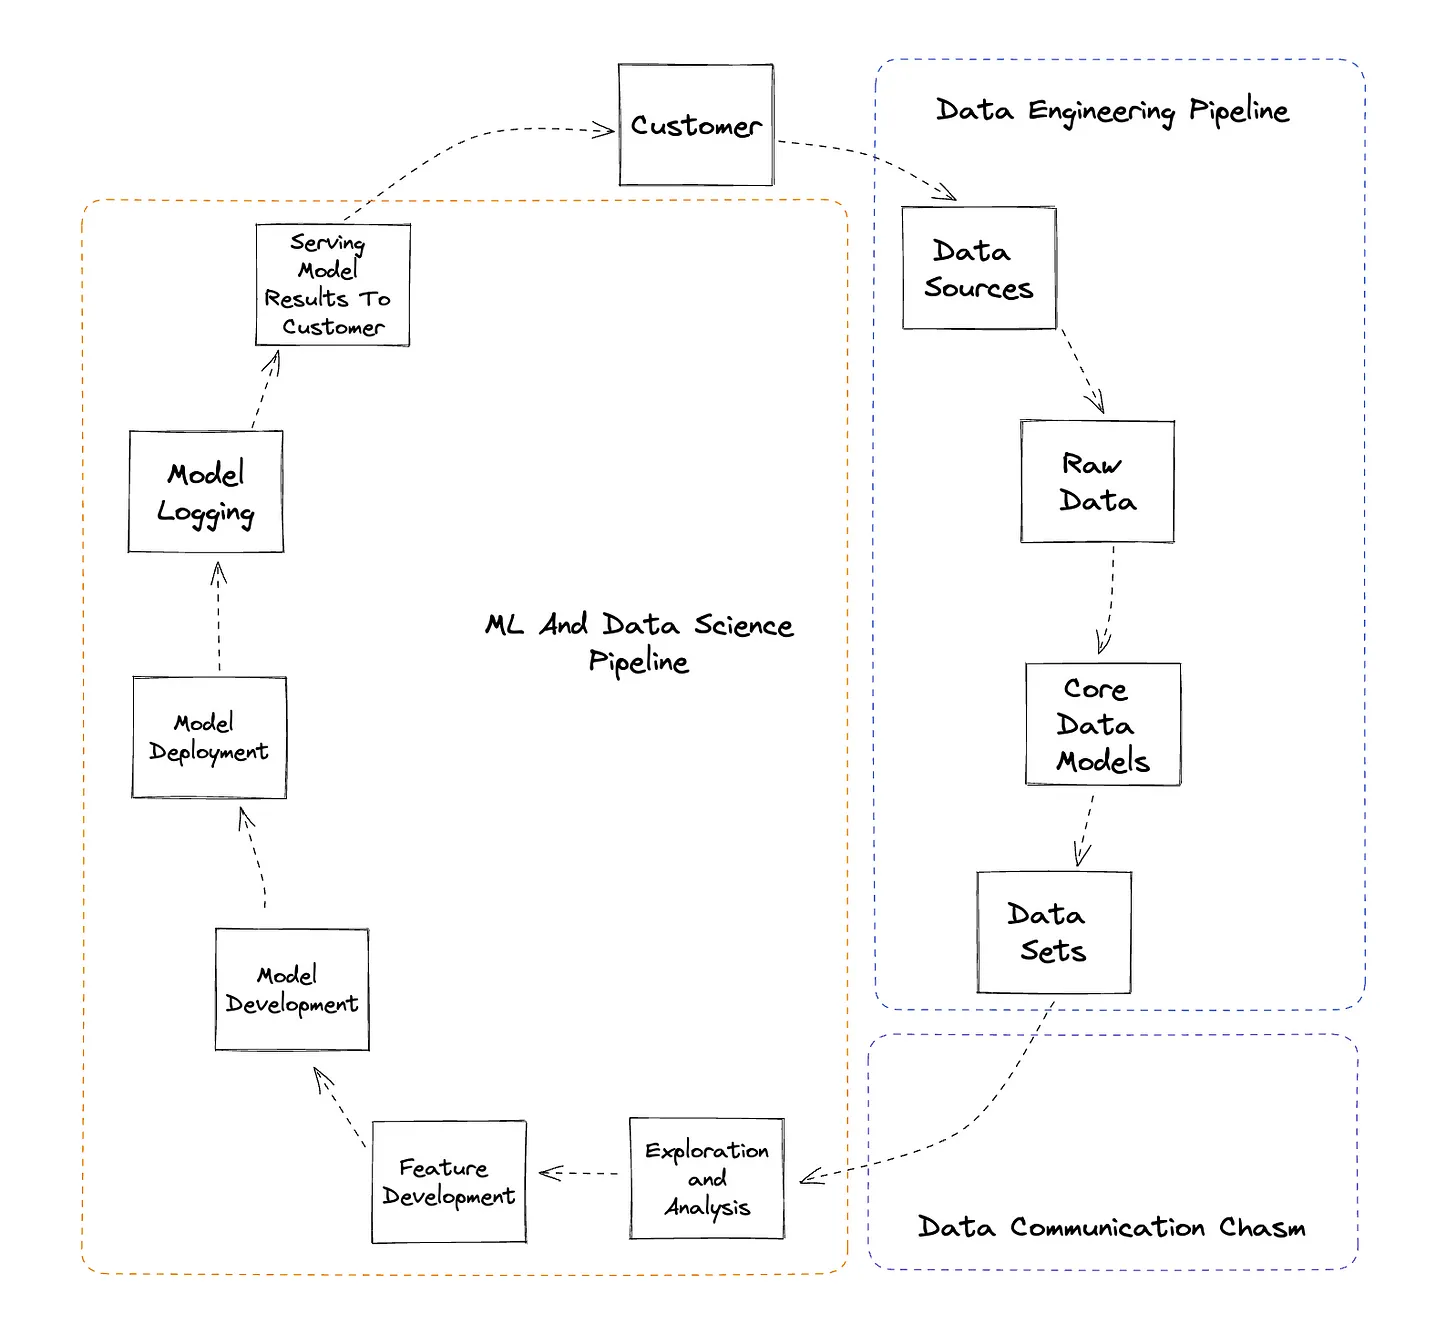 Customer
Data Engineering Pipeline
Data
Sources
Serving
Model
Results To
Customer
Raw
Data
Model
Logging
ML And Data Science
Pipeline
Core
Data
Models
Model
Deployment
Data
Sets
Model
Development
Exploration
and
Analysis
Feature
Development
Data Communication Chasm